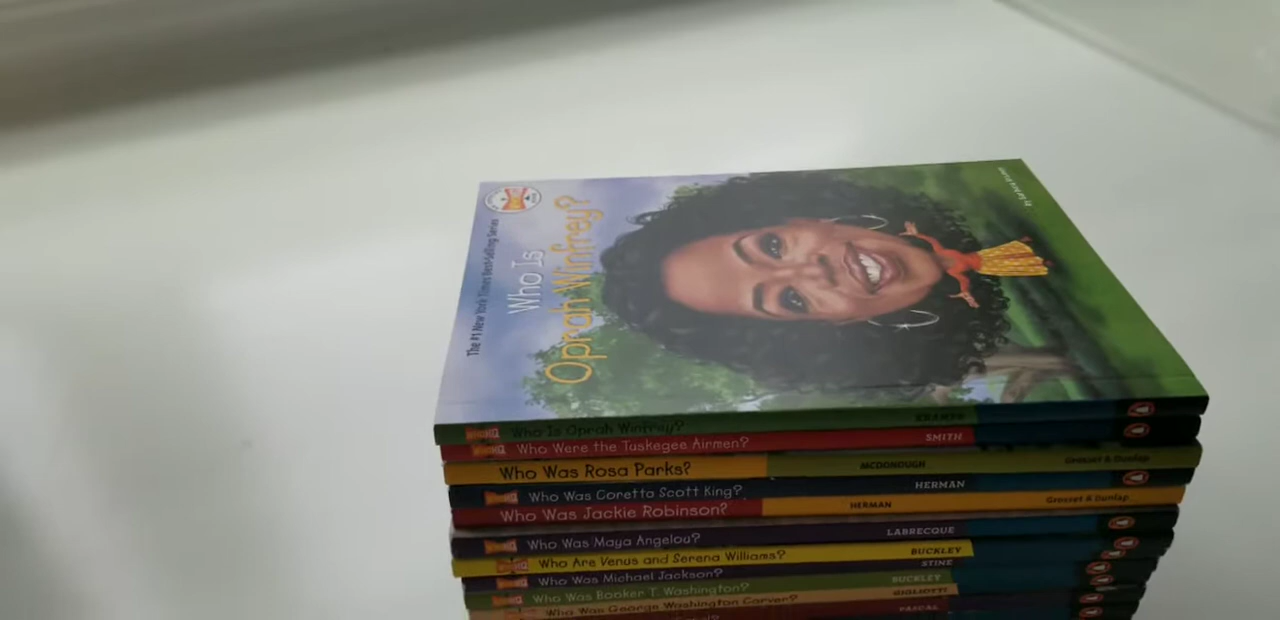 The #1 New York Times Best-Selling Series
Who Is
Oprah Winfrey?
Who Is Oprah Winfrey? KRAMER
Who Were the Tuskegee Airmen? SMITH
Who Was Rosa Parks? MCDONOUGH Grosset & Dunlap
Who Was Coretta Scott King? HERMAN
Who Was Jackie Robinson? HERMAN Grosset & Dunlap
Who Was Maya Angelou? LABRECQUE
Who Are Venus and Serena Williams? BUCKLEY
Who Was Michael Jackson? STINE
Who Was Booker T. Washington? BUCKLEY
Who Was George Washington Carver? GIGLIOTTI
PASCAL